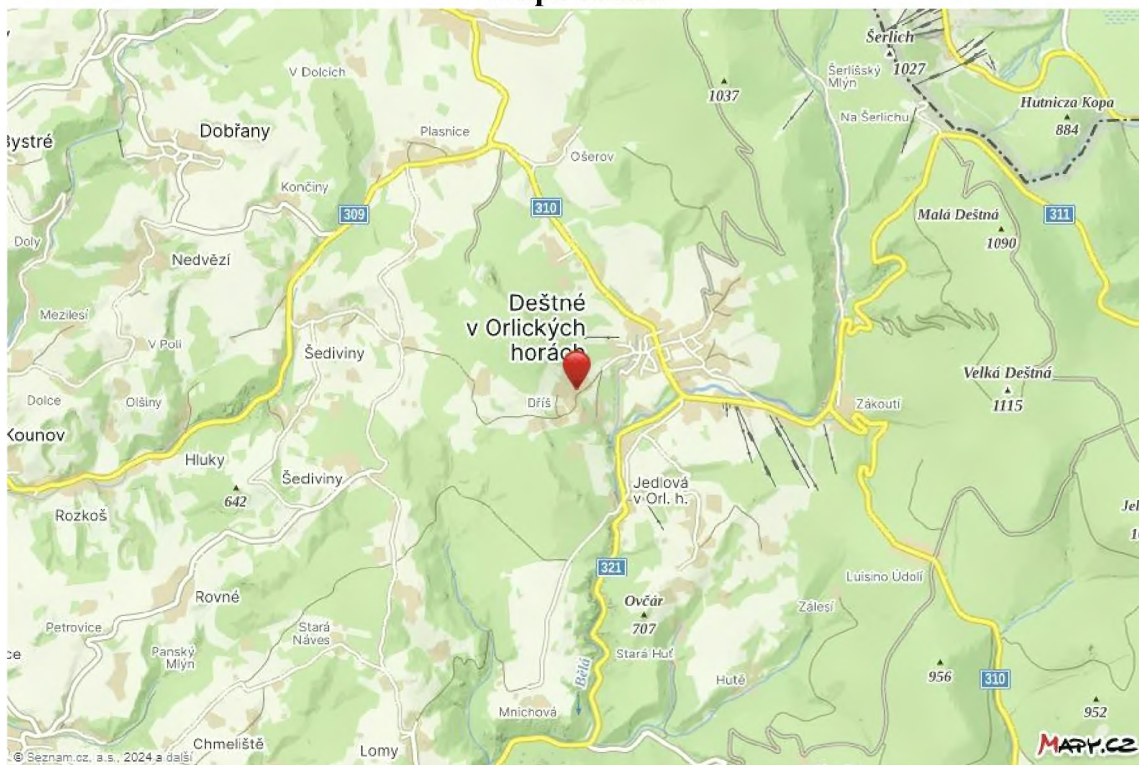 Šerlich
1027
Šerlišský
Mlýn
V Dolcich
1037
Hutnicza Kopa
884
Na Šerlichu
Bystré
Dobřany
Plasnice
Ošerov
Končiny
309
310
Malá Deštná
1090
311
Doly
Nedvězí
Mezilesí
V Poli
Šediviny
Deštné
v Orlických
horách
Velká Deštná
1115
Dolce
Olšiny
Dříš
Zákoutí
Kounov
Hluky
642
Šediviny
Jedlová
v Orl. h.
Rozkoš
321
Luisino Údolí
Rovné
Ovčár
707
Zálesí
Petrovice
Stará
Náves
Panský
Mlýn
Stará Huť
Bělá
Hutě
956
310
952
Mnichová
Chmeliště
Lomy
© Seznam.cz, a.s., 2024 a další
MAPY.CZ